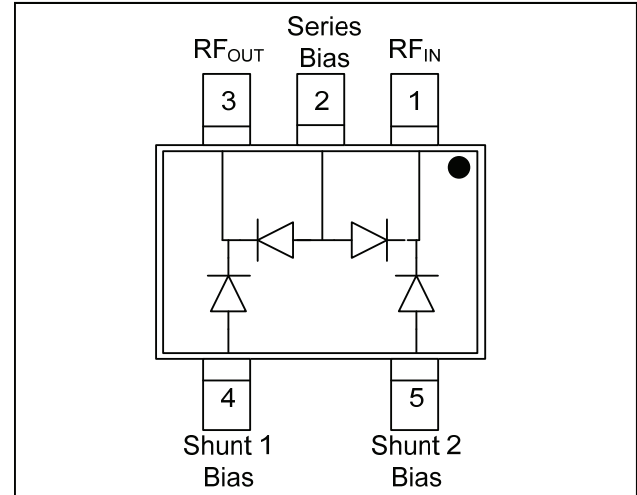 Series
Bias
RFOUT
RFIN
3
2
1
4
5
Shunt 1
Bias
Shunt 2
Bias